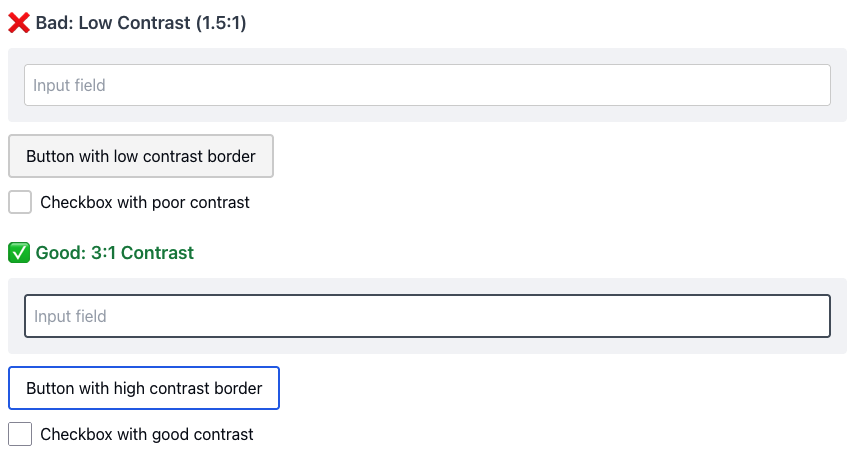 ❌ Bad: Low Contrast (1.5:1)
Input field
Button with low contrast border
Checkbox with poor contrast
✅ Good: 3:1 Contrast
Input field
Button with high contrast border
Checkbox with good contrast